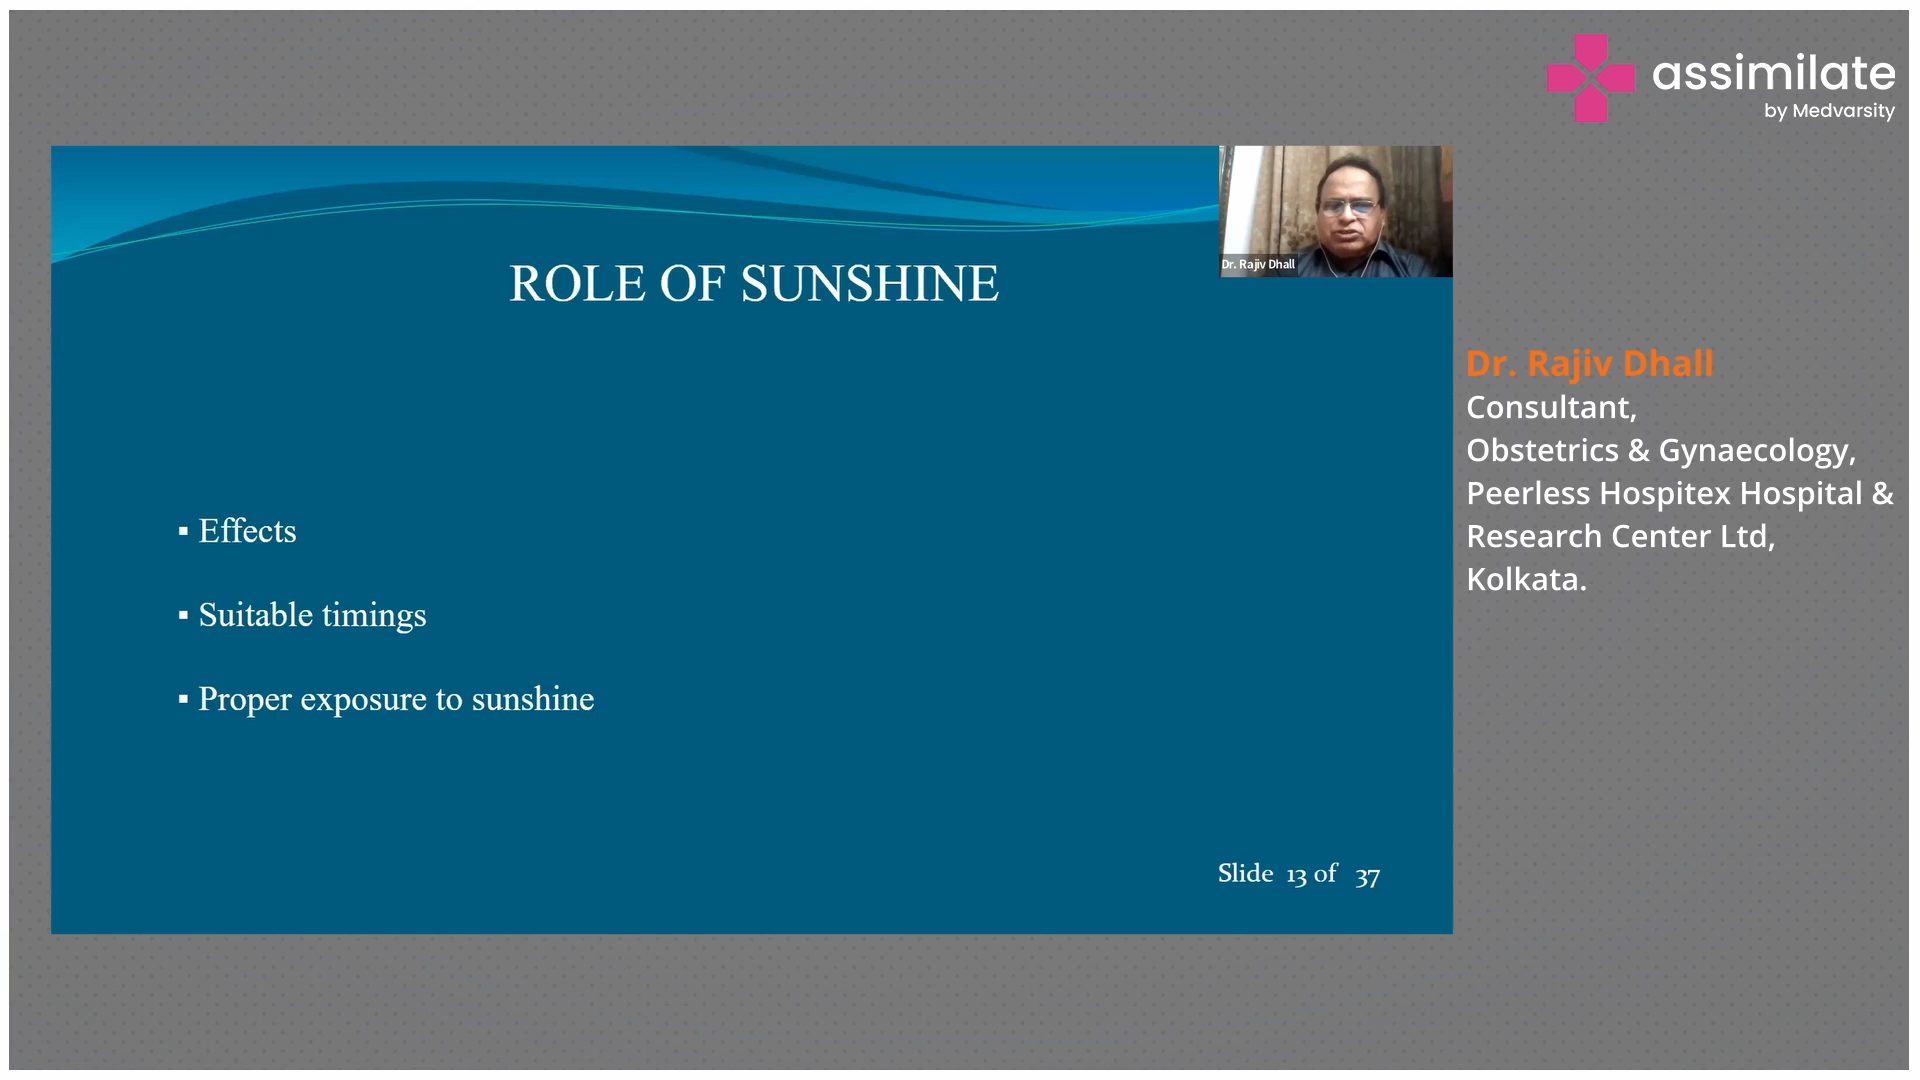 assimilate
by Medvarsity
Dr. Rajiv Dhall
ROLE OF SUNSHINE
▪ Effects
▪ Suitable timings
▪ Proper exposure to sunshine
Slide 13 of 37
Dr. Rajiv Dhall
Consultant,
Obstetrics & Gynaecology,
Peerless Hospitex Hospital &
Research Center Ltd,
Kolkata.